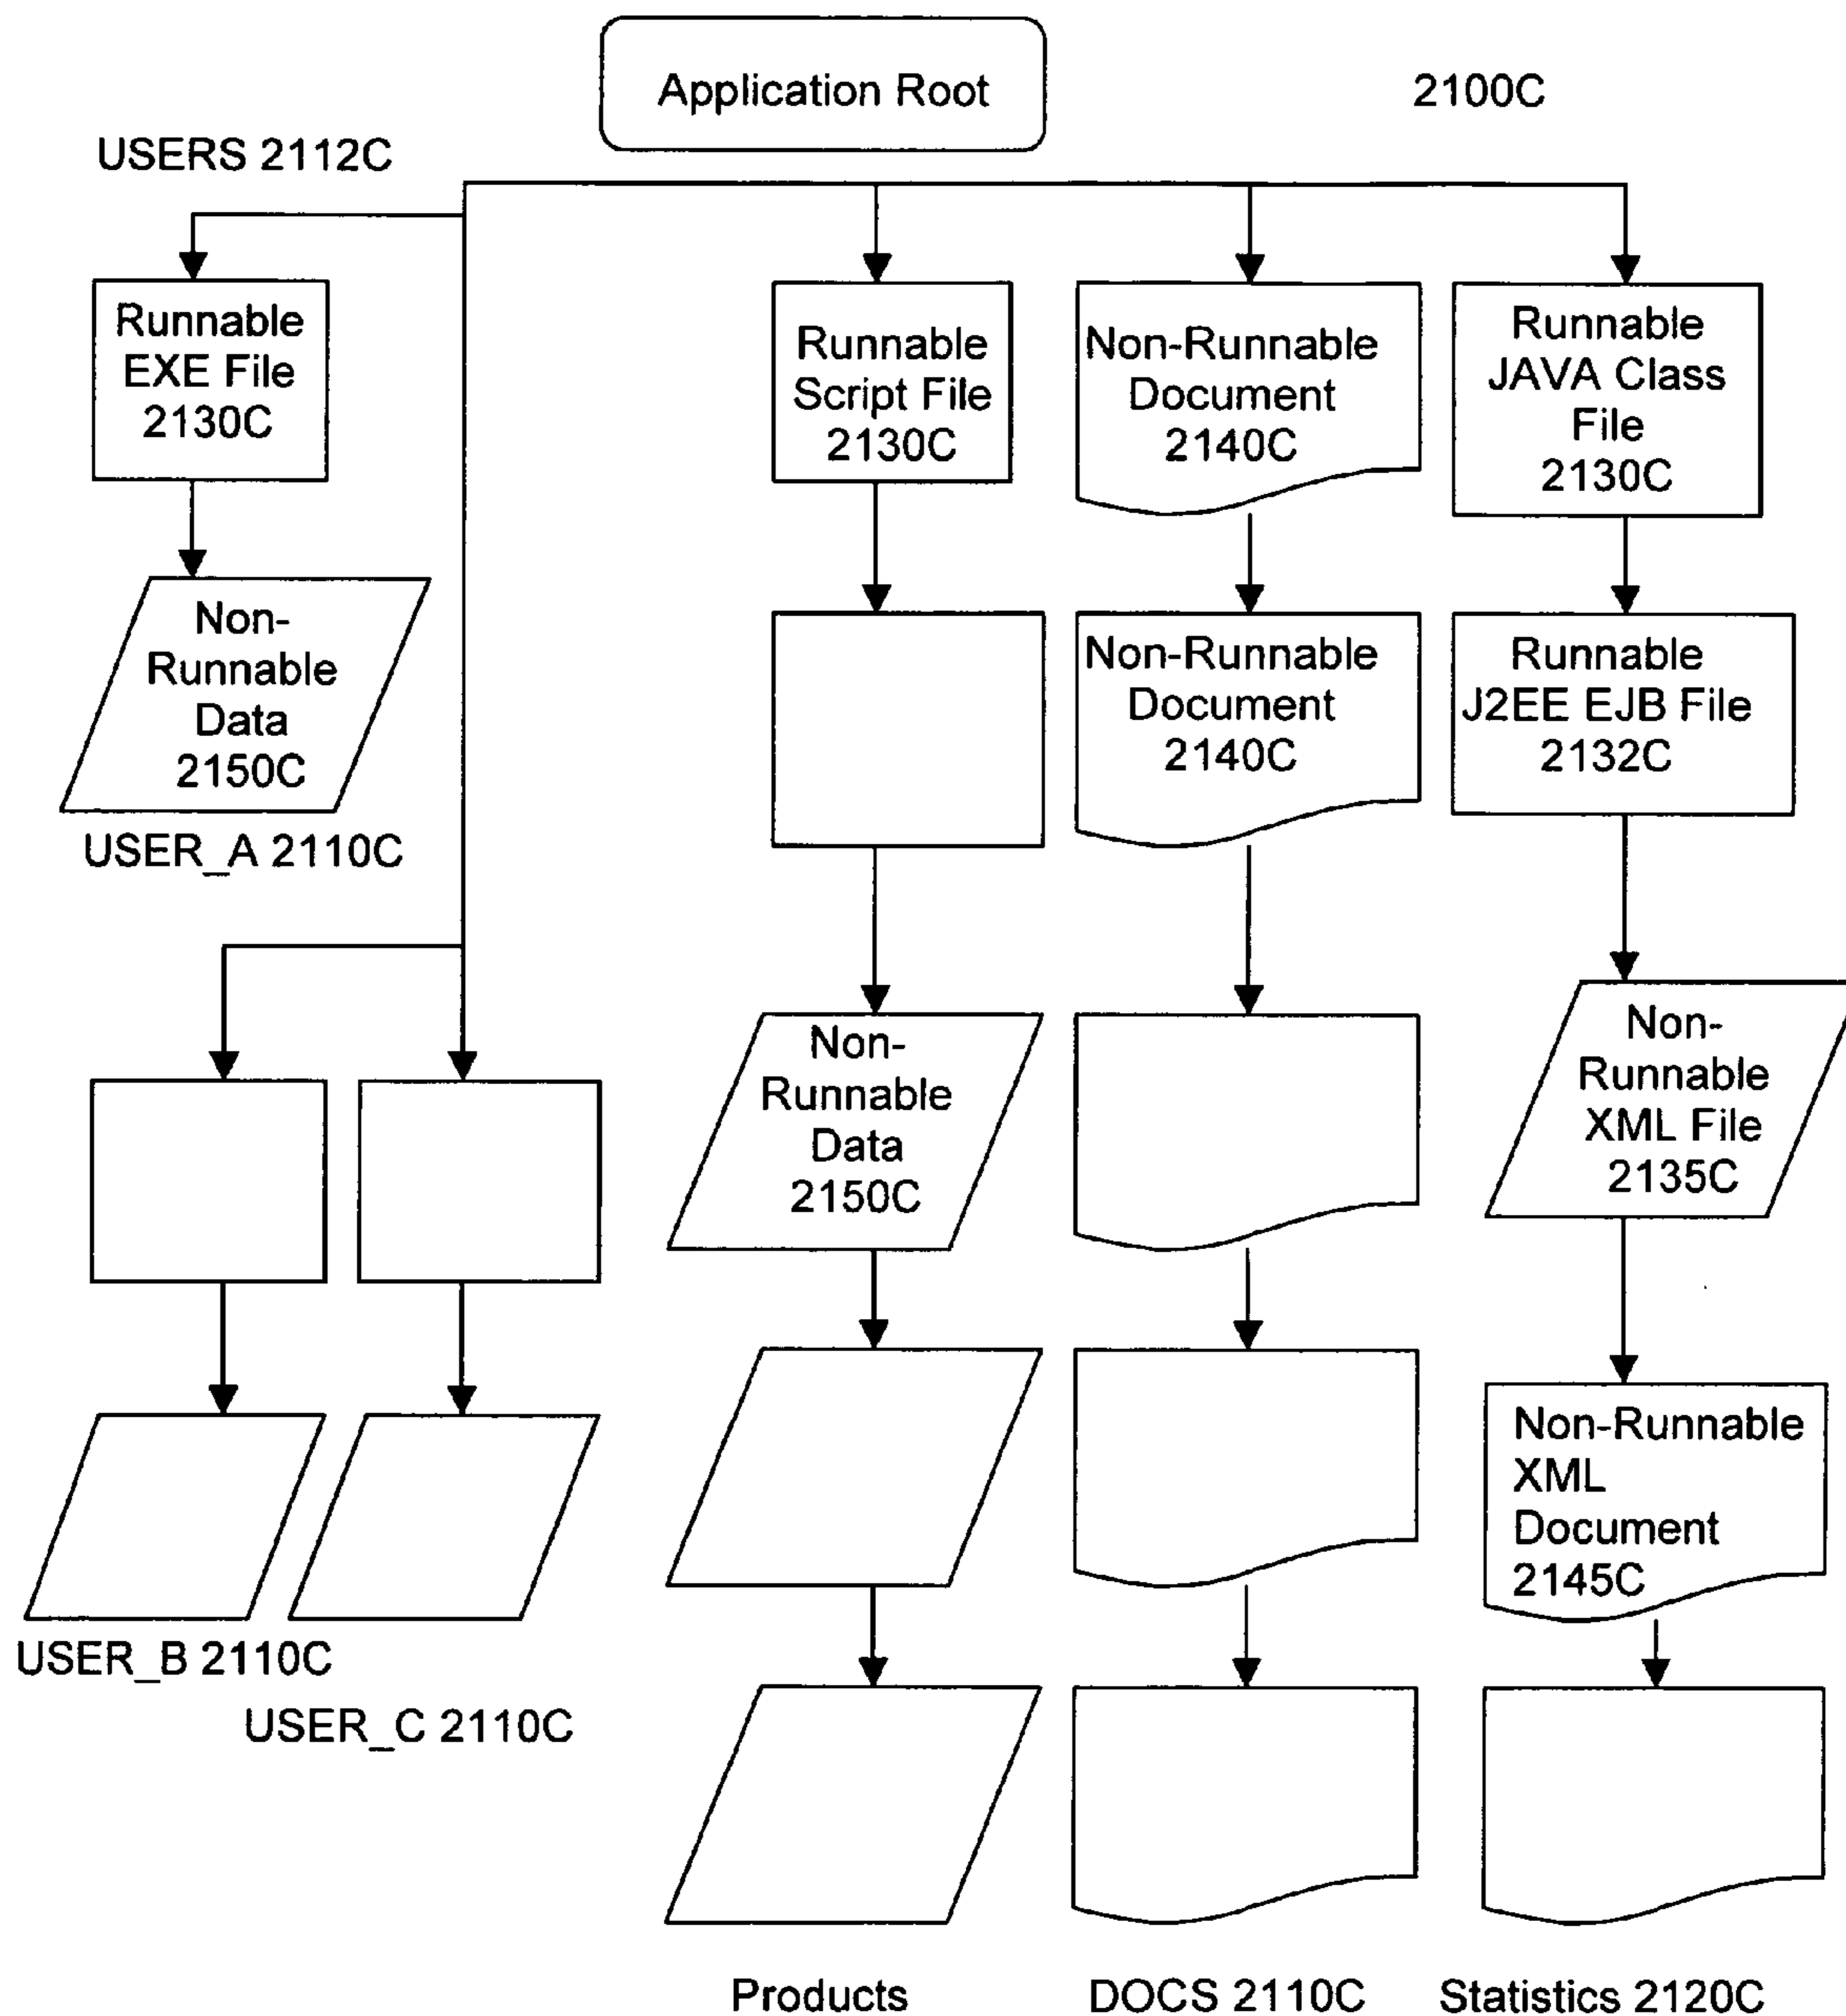 Application Root
2100C
USERS 2112C
Runnable
EXE File
2130C
Non-
Runnable
Data
2150C
USER_A 2110C
USER_B 2110C
USER_C 2110C
Runnable
Script File
2130C
Non-
Runnable
Data
2150C
Products
Non-Runnable
Document
2140C
Non-Runnable
Document
2140C
DOCS 2110C
Runnable
JAVA Class
File
2130C
Runnable
J2EE EJB File
2132C
Non-
Runnable
XML File
2135C
Non-Runnable
XML
Document
2145C
Statistics 2120C